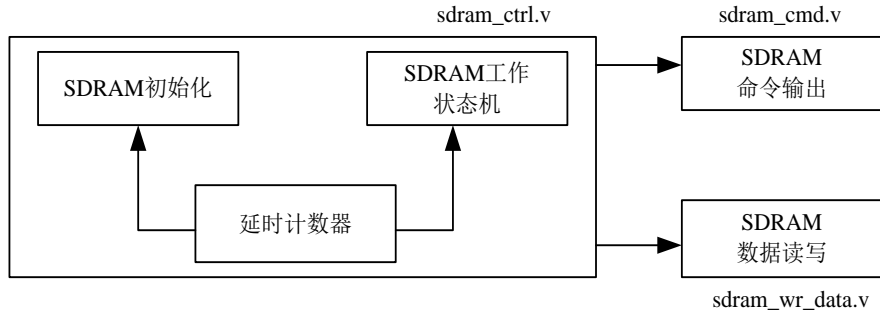 sdram_ctrl.v
sdram_cmd.v
SDRAM初始化
SDRAM工作
状态机
SDRAM
命令输出
延时计数器
SDRAM
数据读写
sdram_wr_data.v